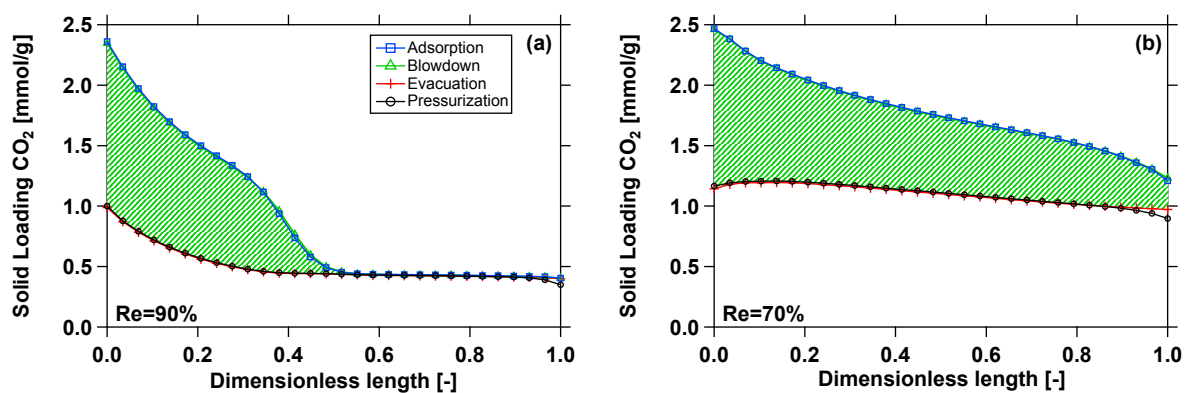 2.5
2.0
1.5
1.0
0.5
0.0
Solid Loading CO2 [mmol/g]
(a)
Adsorption
Blowdown
Evacuation
Pressurization
Re=90%
0.0 0.2 0.4 0.6 0.8 1.0
Dimensionless length [-]
2.5
2.0
1.5
1.0
0.5
0.0
Solid Loading CO2 [mmol/g]
(b)
Re=70%
0.0 0.2 0.4 0.6 0.8 1.0
Dimensionless length [-]